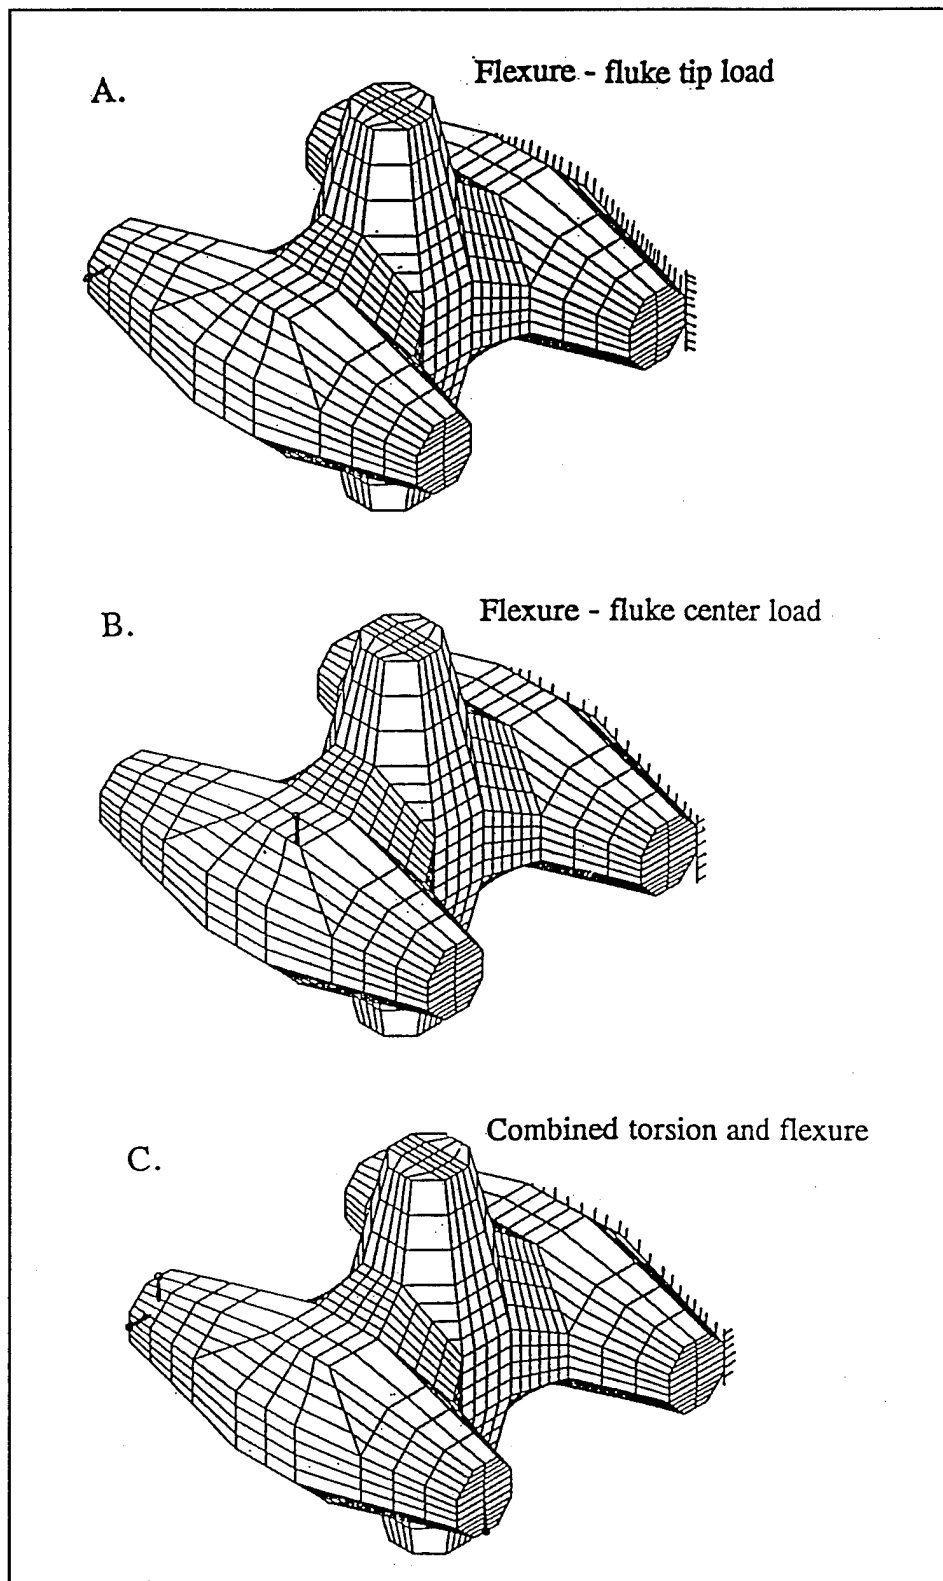 A.
Flexure - fluke tip load
B.
Flexure - fluke center load
C.
Combined torsion and flexure